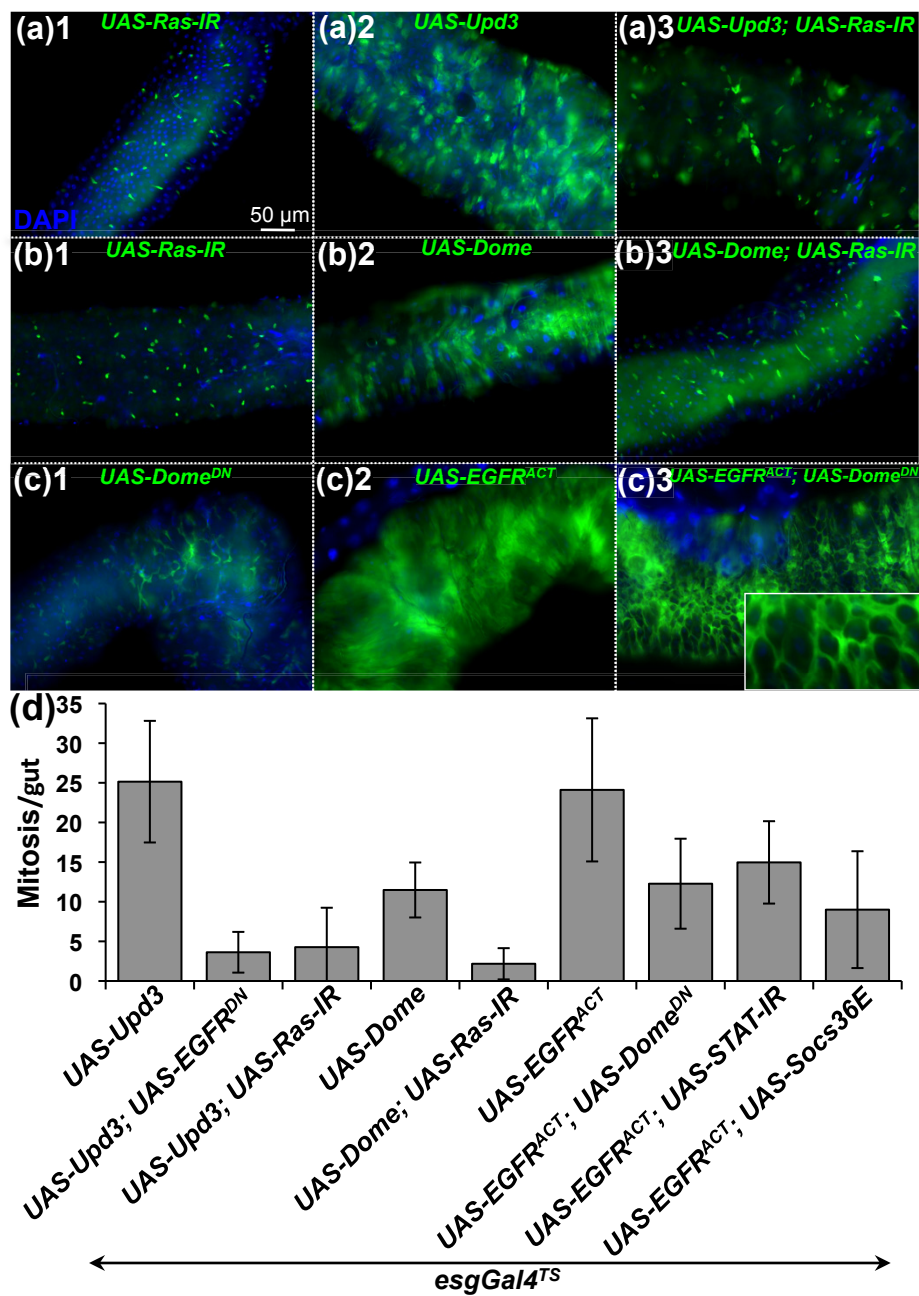 (a)1 UAS-Ras-IR
DAPI
50 µm
(a)2 UAS-Upd3
(a)3 UAS-Upd3; UAS-Ras-IR
(b)1 UAS-Ras-IR
(b)2 UAS-Dome
(b)3 UAS-Dome; UAS-Ras-IR
(c)1 UAS-Dome^DN
(c)2 UAS-EGFR^ACT
(c)3 UAS-EGFR^ACT; UAS-Dome^DN
(d)
Mitosis/gut
35
30
25
20
15
10
5
0
UAS-Upd3
UAS-Upd3; UAS-EGFR^DN
UAS-Upd3; UAS-Ras-IR
UAS-Dome
UAS-Dome; UAS-Ras-IR
UAS-EGFR^ACT
UAS-EGFR^ACT; UAS-Dome^DN
UAS-EGFR^ACT; UAS-STAT-IR
UAS-EGFR^ACT; UAS-Socs36E
esgGal4^TS